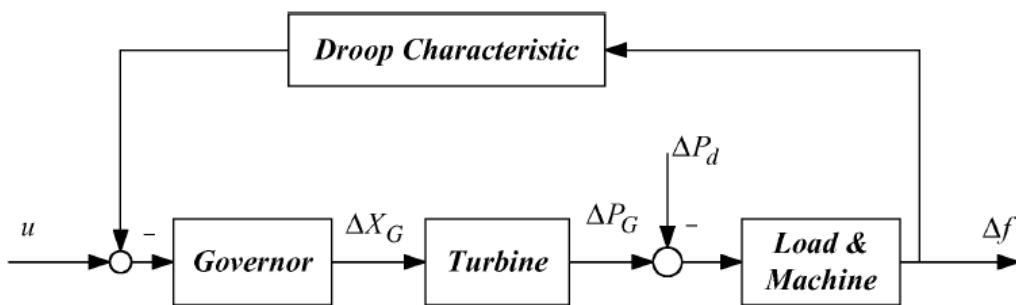 Droop Characteristic
ΔP_d
u
–
Governor
ΔX_G
Turbine
ΔP_G
–
Load &
Machine
Δf